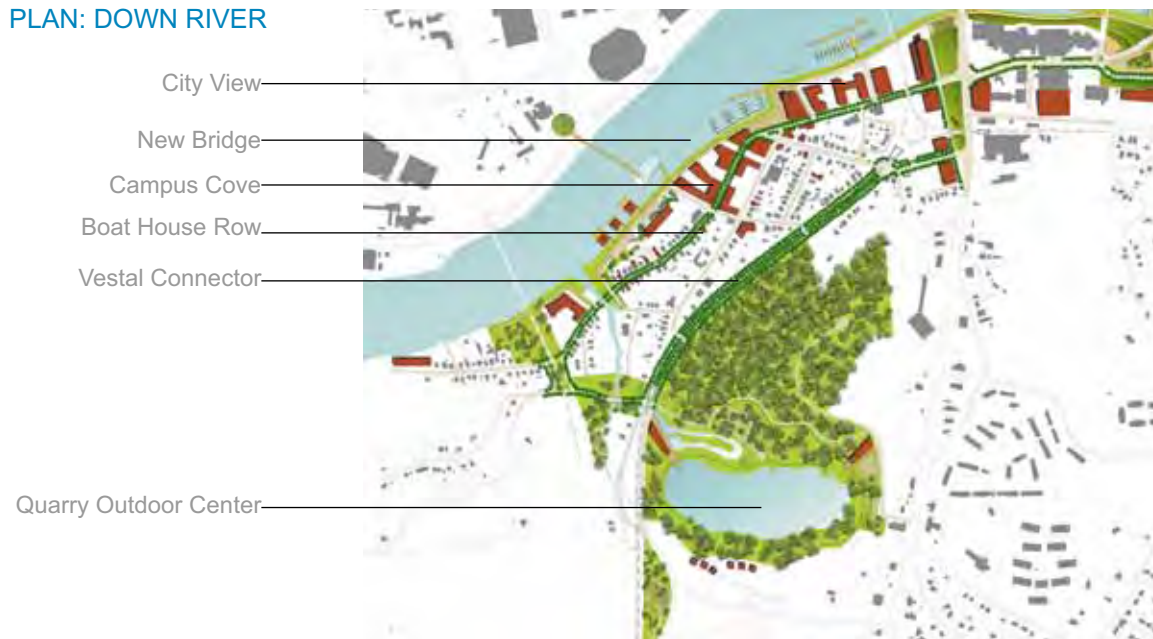 PLAN: DOWN RIVER
City View
New Bridge
Campus Cove
Boat House Row
Vestal Connector
Quarry Outdoor Center